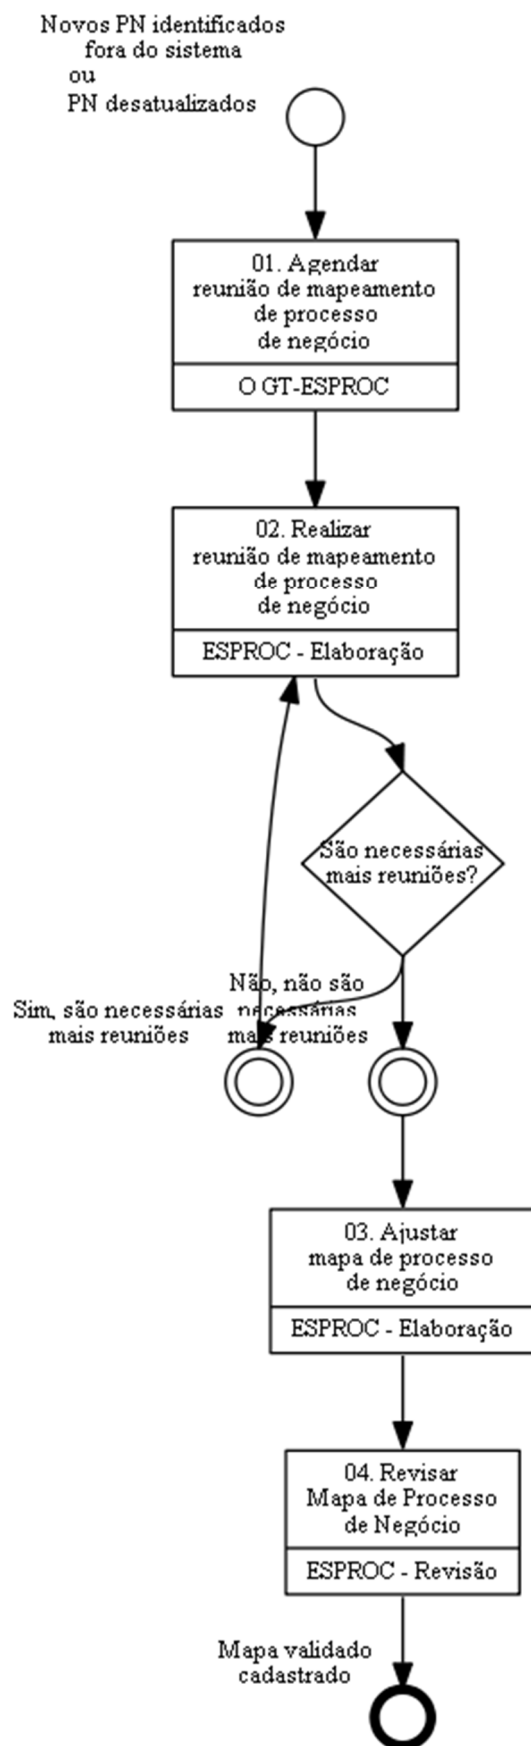 Novos PN identificados
fora do sistema
ou
PN desatualizados
01. Agendar
reunião de mapeamento
de processo
de negócio
O GT-ESPROC
02. Realizar
reunião de mapeamento
de processo
de negócio
ESPROC - Elaboração
São necessárias
mais reuniões?
Sim, são necessárias
mais reuniões
Não, não são
necessárias
mais reuniões
03. Ajustar
mapa de processo
de negócio
ESPROC - Elaboração
04. Revisar
Mapa de Processo
de Negócio
ESPROC - Revisão
Mapa validado
cadastrado